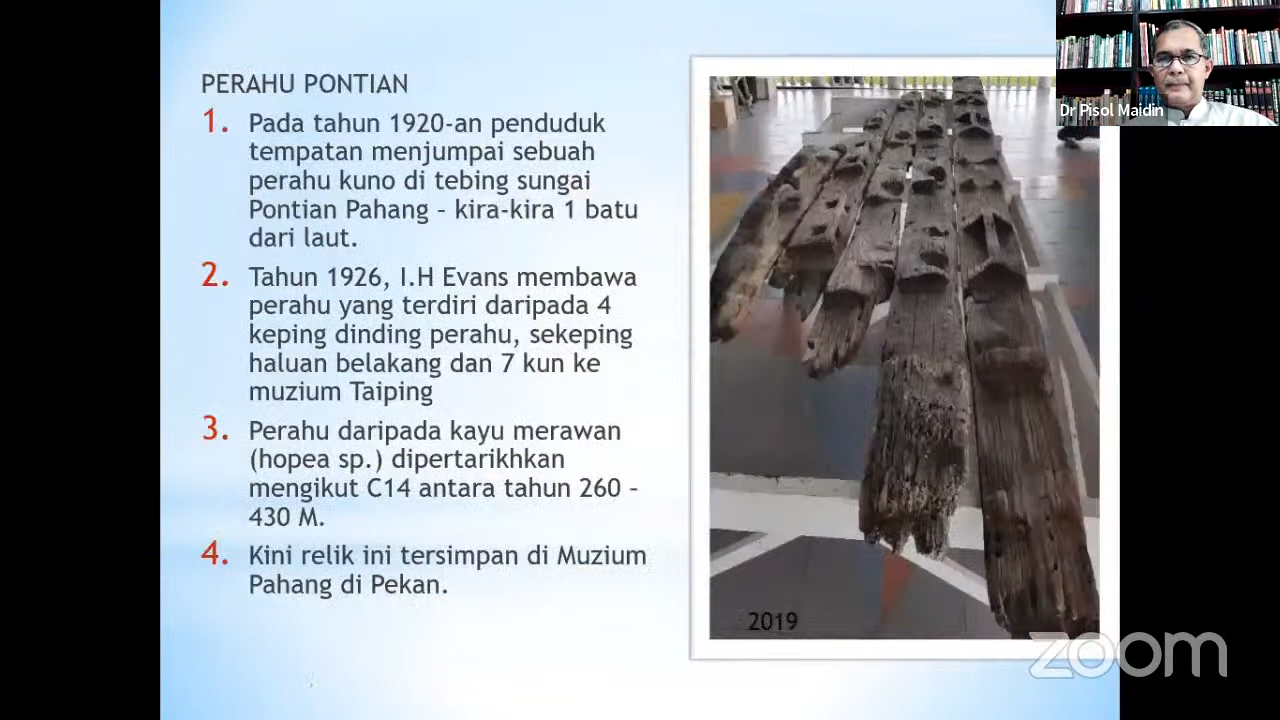 PERAHU PONTIAN
1. Pada tahun 1920-an penduduk
tempatan menjumpai sebuah
perahu kuno di tebing sungai
Pontian Pahang – kira-kira 1 batu
dari laut.
2. Tahun 1926, I.H Evans membawa
perahu yang terdiri daripada 4
keping dinding perahu, sekeping
haluan belakang dan 7 kun ke
muzium Taiping
3. Perahu daripada kayu merawan
(hopea sp.) dipertarikhkan
mengikut C14 antara tahun 260 –
430 M.
4. Kini relik ini tersimpan di Muzium
Pahang di Pekan.
2019
Dr Pisol Maidin
zoom